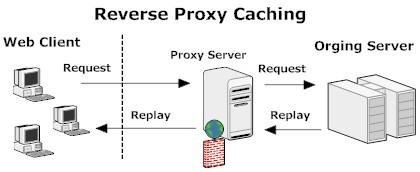 Reverse Proxy Caching
Web Client
Proxy Server
Orging Server
Request
Request
Replay
Replay